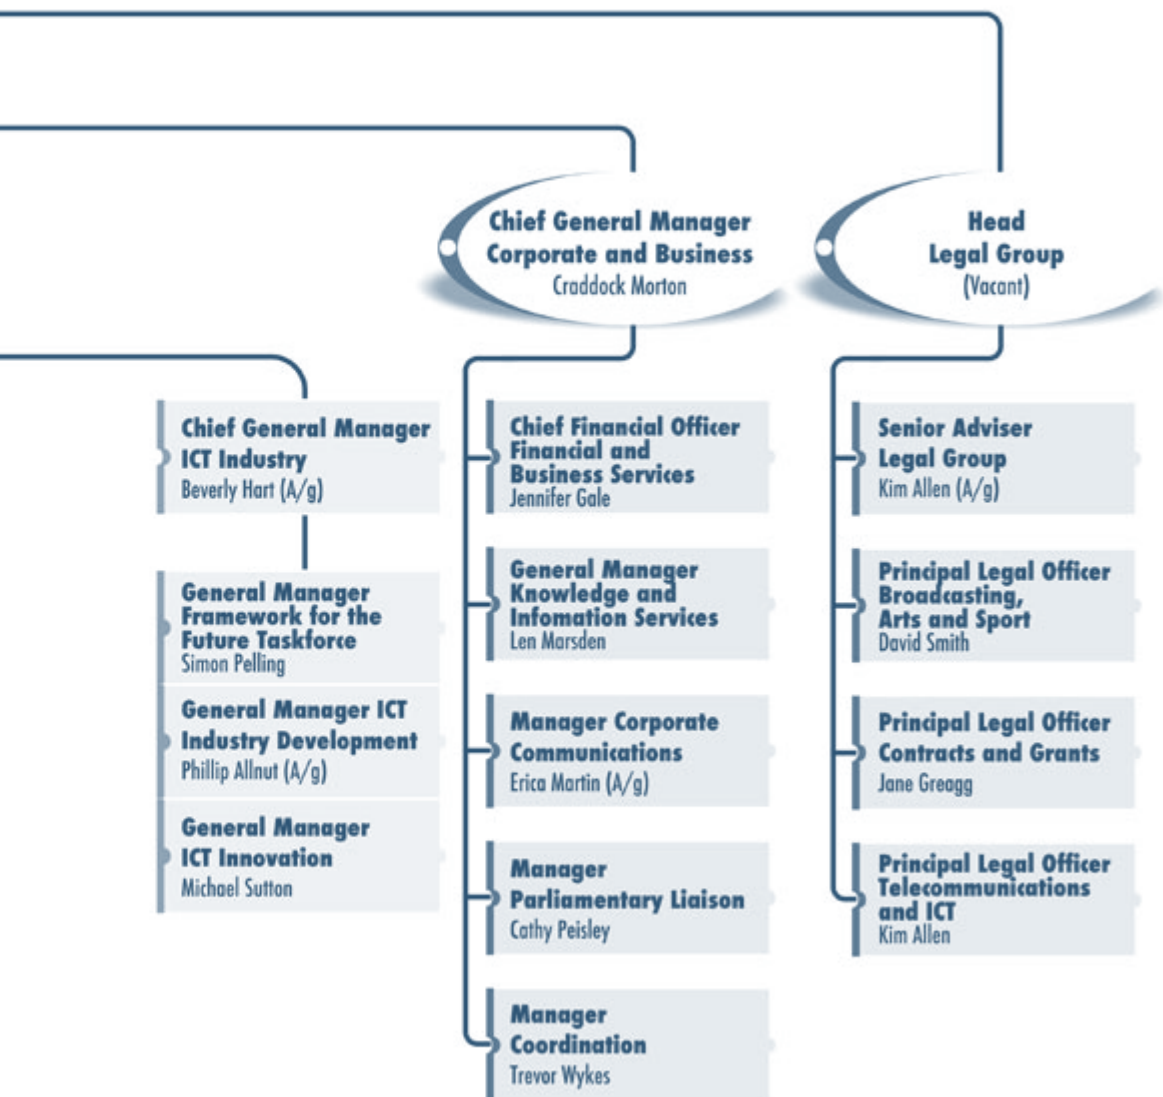 Chief General Manager
Corporate and Business
Craddock Morton
Head
Legal Group
(Vacant)
Chief General Manager
ICT Industry
Beverly Hart (A/g)
General Manager
Framework for the
Future Taskforce
Simon Pelling
General Manager ICT
Industry Development
Phillip Allnut (A/g)
General Manager
ICT Innovation
Michael Sutton
Chief Financial Officer
Financial and
Business Services
Jennifer Gale
General Manager
Knowledge and
Infomation Services
Len Marsden
Manager Corporate
Communications
Erica Martin (A/g)
Manager
Parliamentary Liaison
Cathy Peisley
Manager
Coordination
Trevor Wykes
Senior Adviser
Legal Group
Kim Allen (A/g)
Principal Legal Officer
Broadcasting,
Arts and Sport
David Smith
Principal Legal Officer
Contracts and Grants
Jane Greagg
Principal Legal Officer
Telecommunications
and ICT
Kim Allen